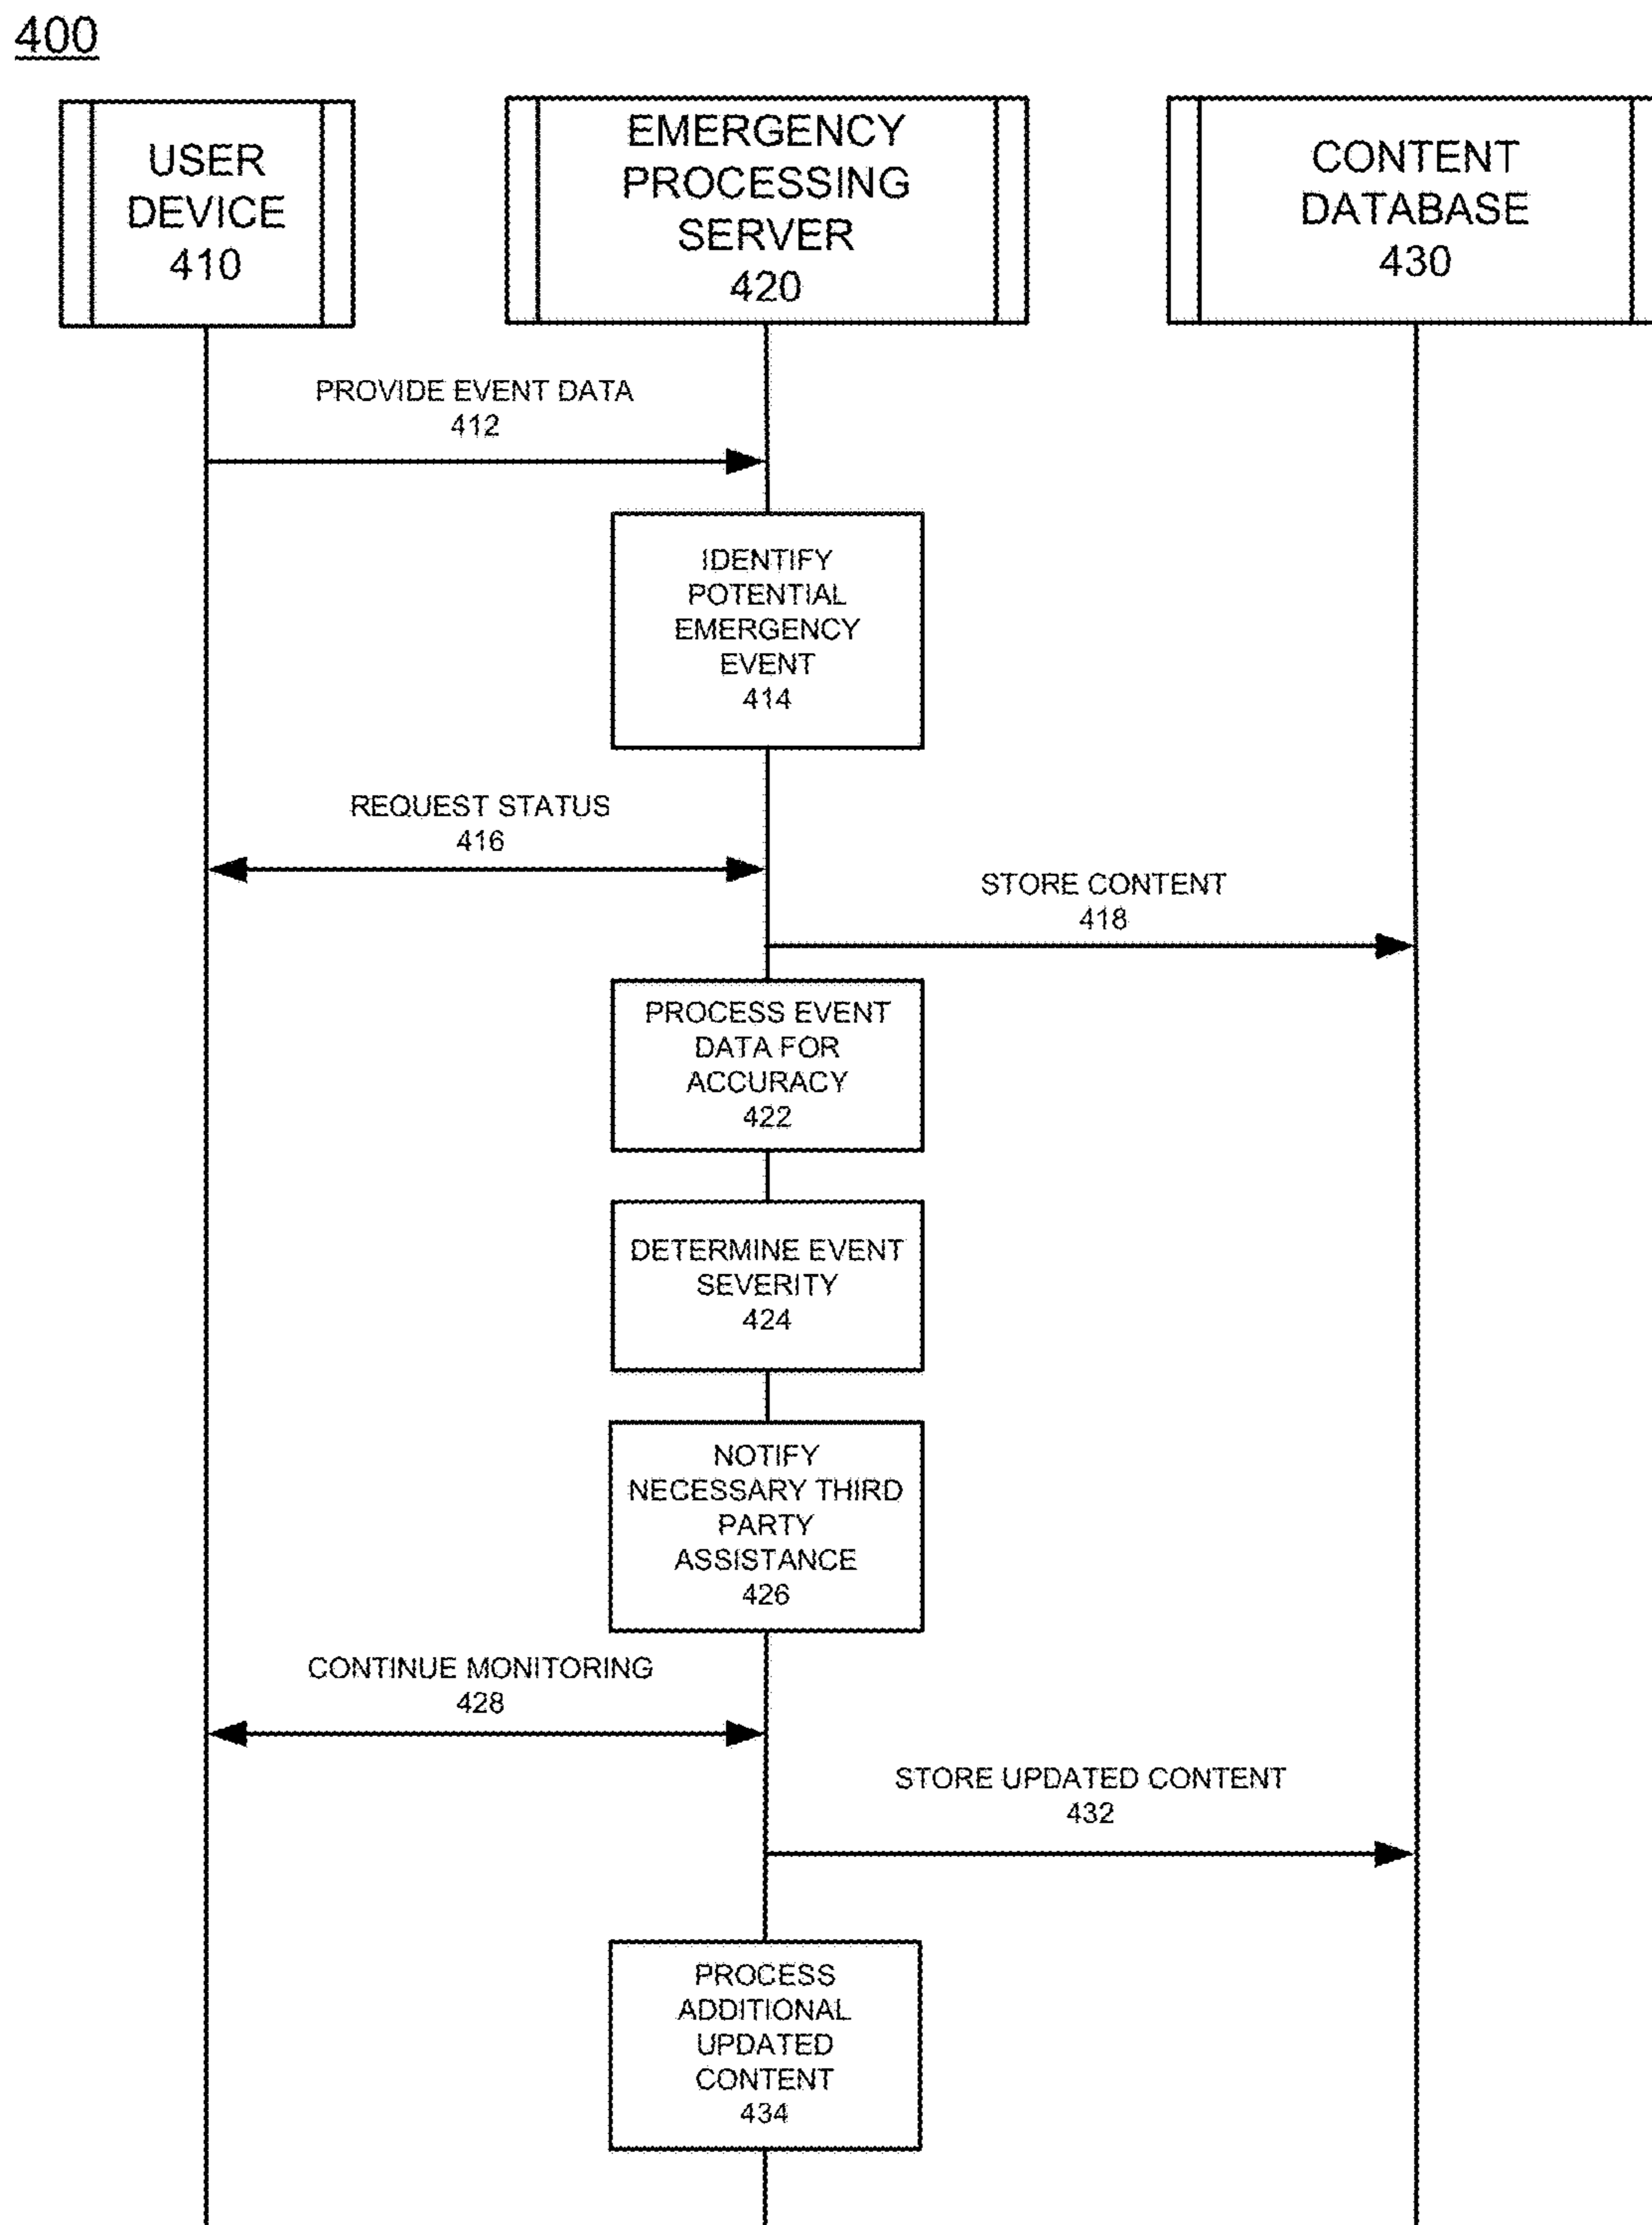 400
USER
DEVICE
410
EMERGENCY
PROCESSING
SERVER
420
CONTENT
DATABASE
430
PROVIDE EVENT DATA
412
IDENTIFY
POTENTIAL
EMERGENCY
EVENT
414
REQUEST STATUS
416
STORE CONTENT
418
PROCESS EVENT
DATA FOR
ACCURACY
422
DETERMINE EVENT
SEVERITY
424
NOTIFY
NECESSARY THIRD
PARTY
ASSISTANCE
426
CONTINUE MONITORING
428
STORE UPDATED CONTENT
432
PROCESS
ADDITIONAL
UPDATED
CONTENT
434